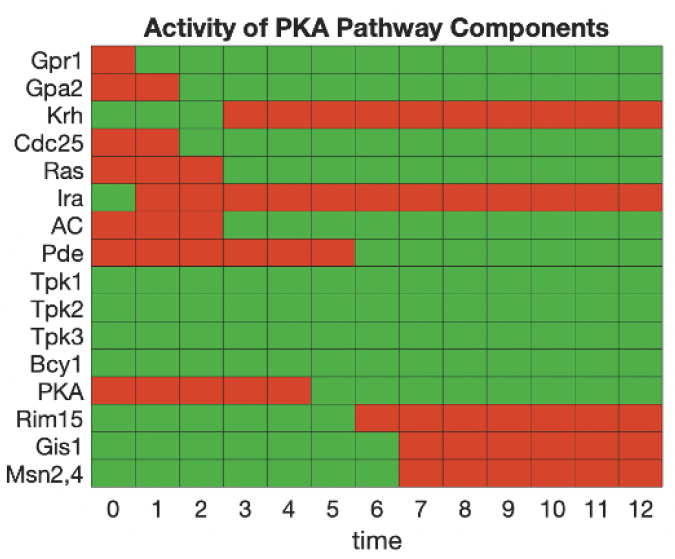 Activity of PKA Pathway Components
Gpr1
Gpa2
Krh
Cdc25
Ras
Ira
AC
Pde
Tpk1
Tpk2
Tpk3
Bcy1
PKA
Rim15
Gis1
Msn2,4
0 1 2 3 4 5 6 7 8 9 10 11 12
time